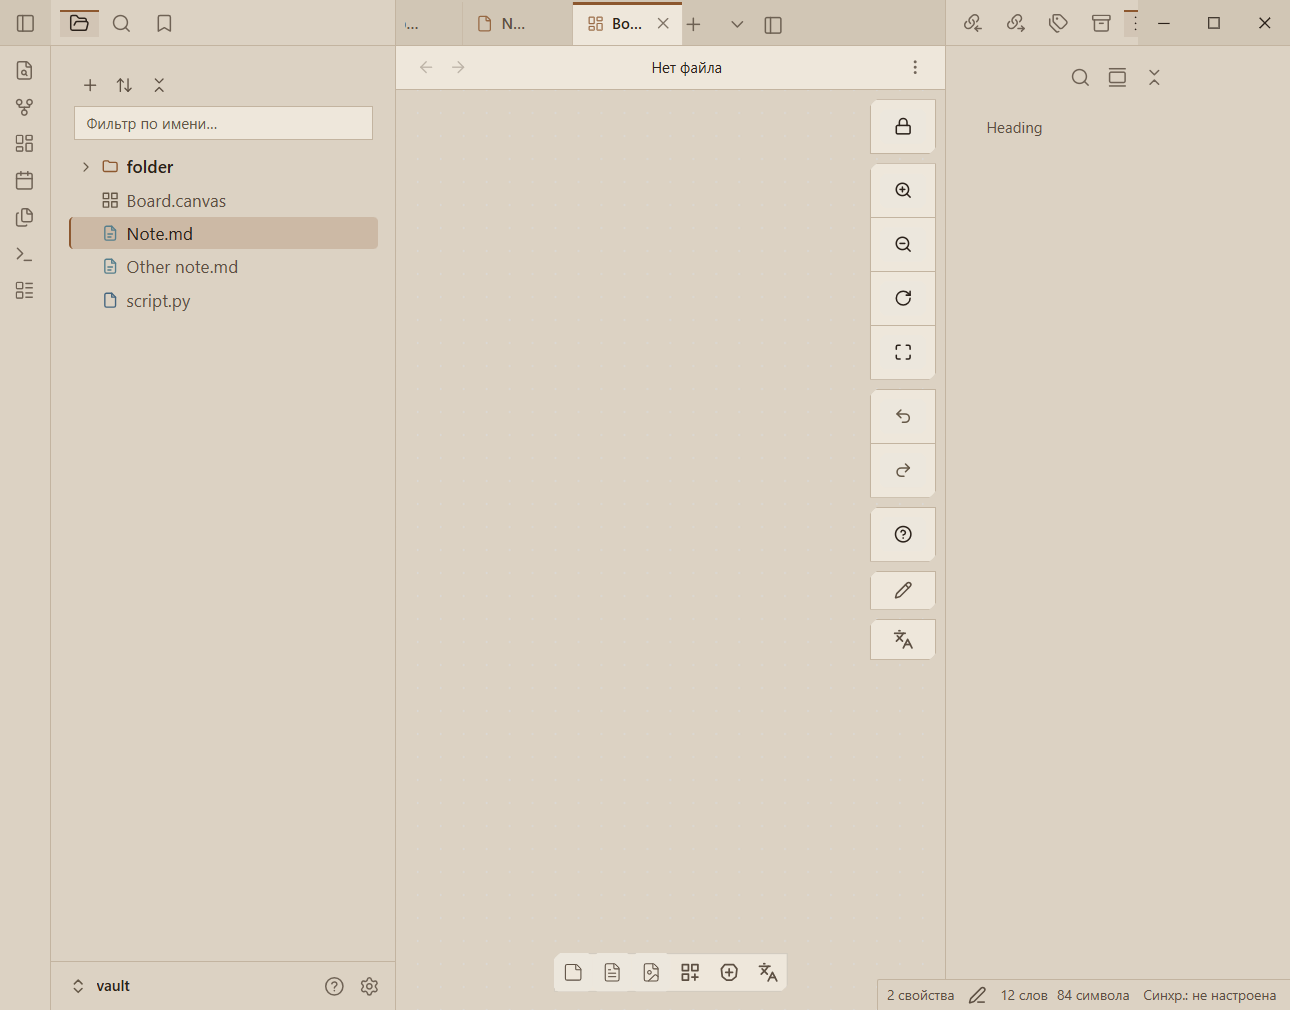 ...
N...
Bo...
Нет файла
Фильтр по имени...
folder
Board.canvas
Note.md
Other note.md
script.py
Heading
vault
2 свойства
12 слов
84 символа
Синхр.: не настроена